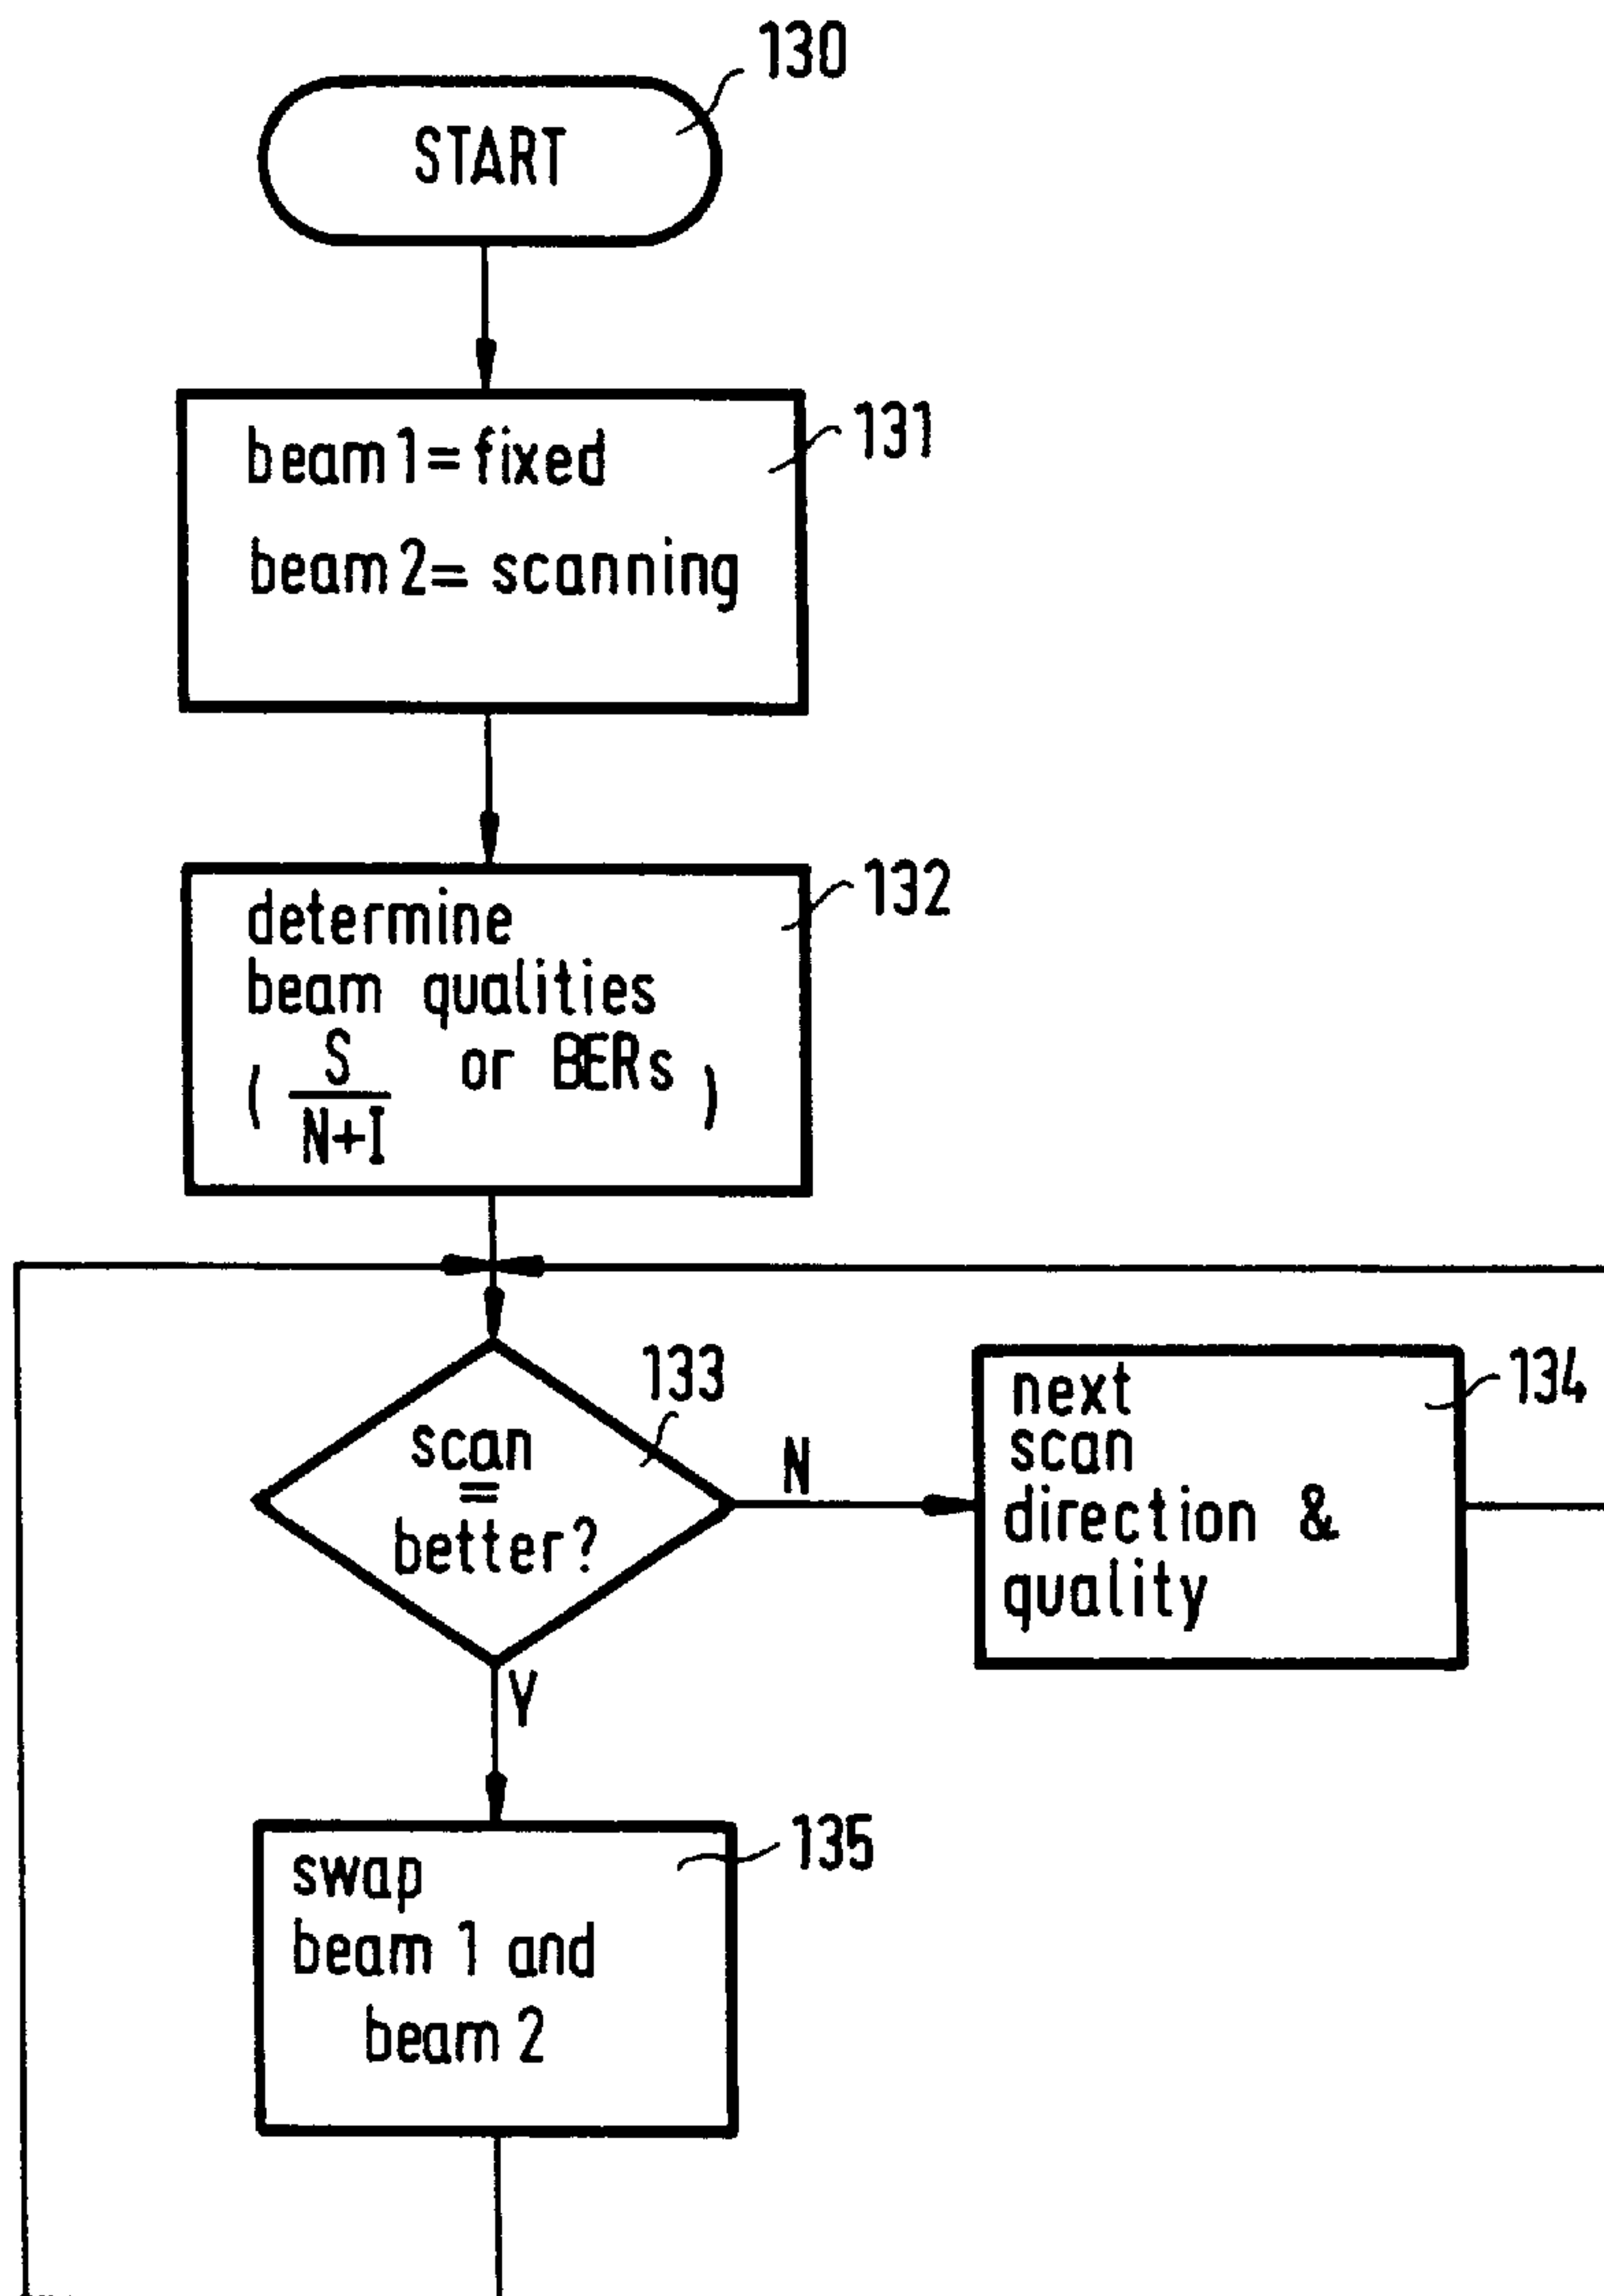 130
START
131
beam 1 = fixed
beam 2 = scanning
132
determine
beam qualities
( S / N+I or BERs )
133
scan
=
better?
N
134
next
scan
direction &
quality
Y
135
swap
beam 1 and
beam 2